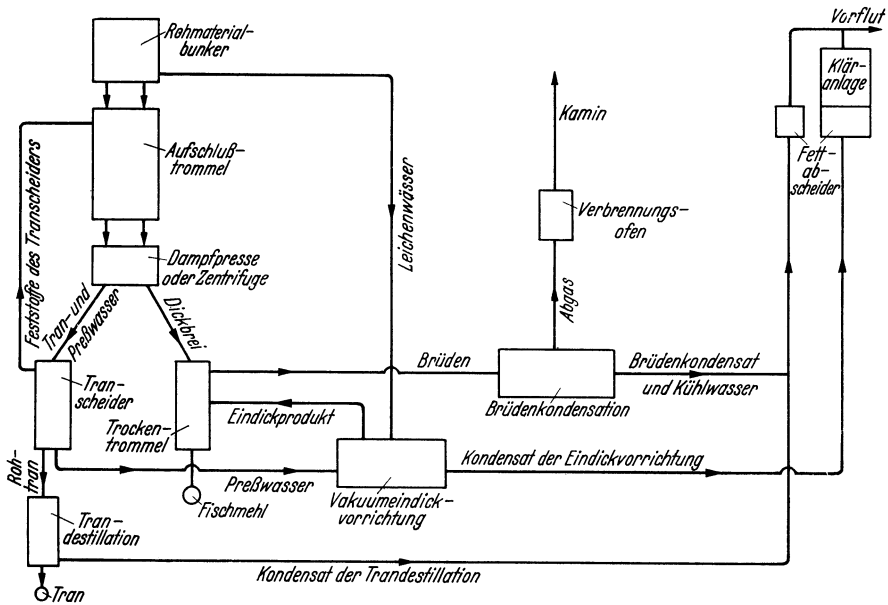 Rohmaterial-
bunker
Vorflut
Klär-
anlage
Kamin
Aufschluß-
trommel
Fett-
ab-
scheider
Feststoffe des Transcheiders
Leichenwässer
Verbrennungs-
ofen
Dampfpresse
oder Zentrifuge
Tran- und
Preßwasser
Dickbrei
Abgas
Brüden
Brüdenkondensat
und Kühlwasser
Tran-
scheider
Brüdenkondensation
Eindickprodukt
Trocken-
trommel
Roh-
tran
Preßwasser
Kondensat der Eindickvorrichtung
Vakuumeindick-
vorrichtung
Fischmehl
Tran-
destillation
Kondensat der Trandestillation
Tran